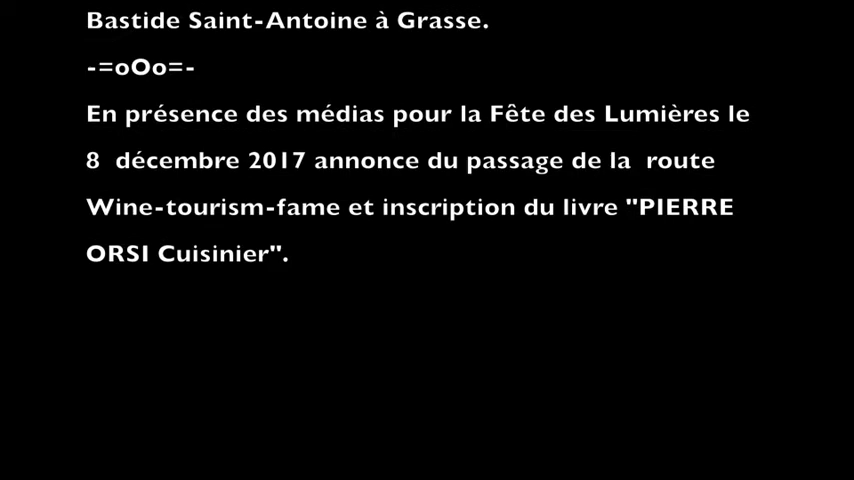 Bastide Saint-Antoine à Grasse.
-=oOo=-
En présence des médias pour la Fête des Lumières le
8  décembre 2017 annonce du passage de la  route
Wine-tourism-fame et inscription du livre "PIERRE
ORSI Cuisinier".